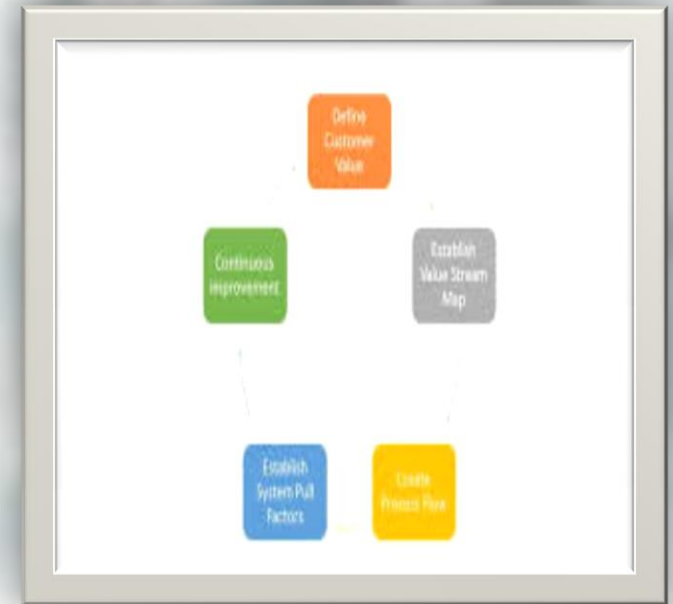 Define
Customer
Value
Establish
Value Stream
Map
Create
Process Flow
Establish
System Pull
Factors
Continuous
improvement